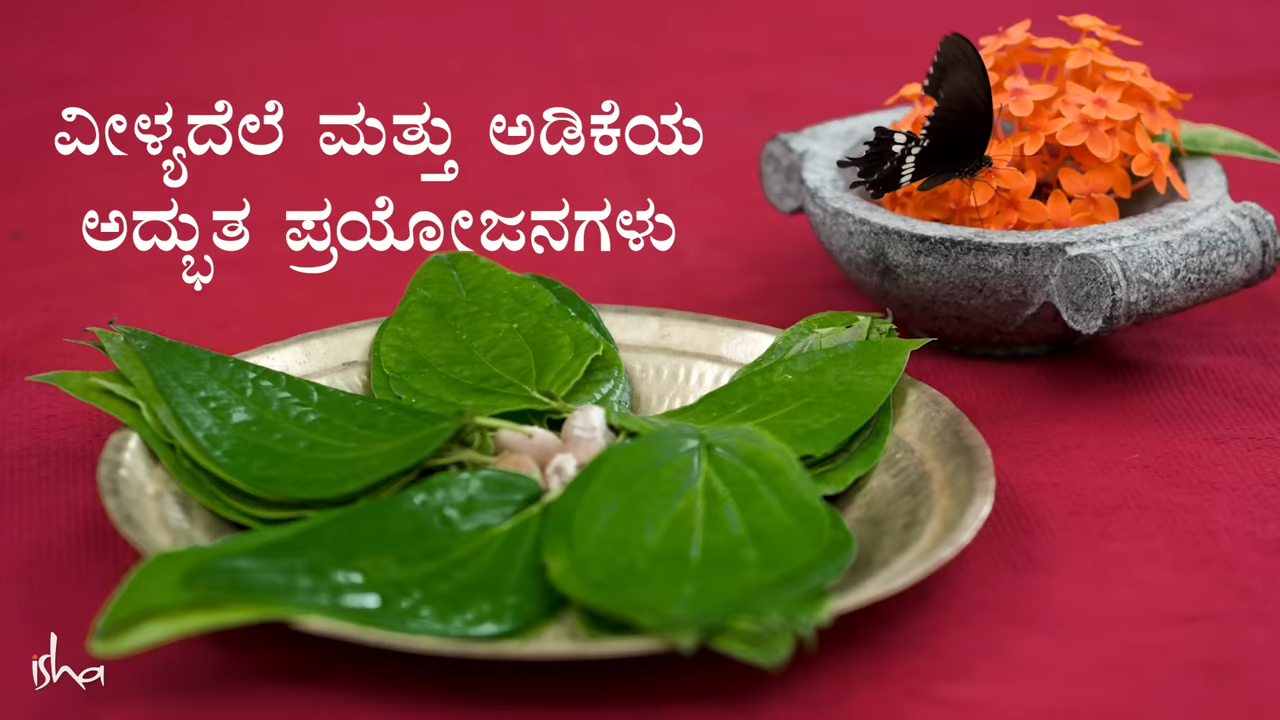 ವೀಳ್ಯದೆಲೆ ಮತ್ತು ಅಡಿಕೆಯ
ಅದ್ಭುತ ಪ್ರಯೋಜನಗಳು
isha